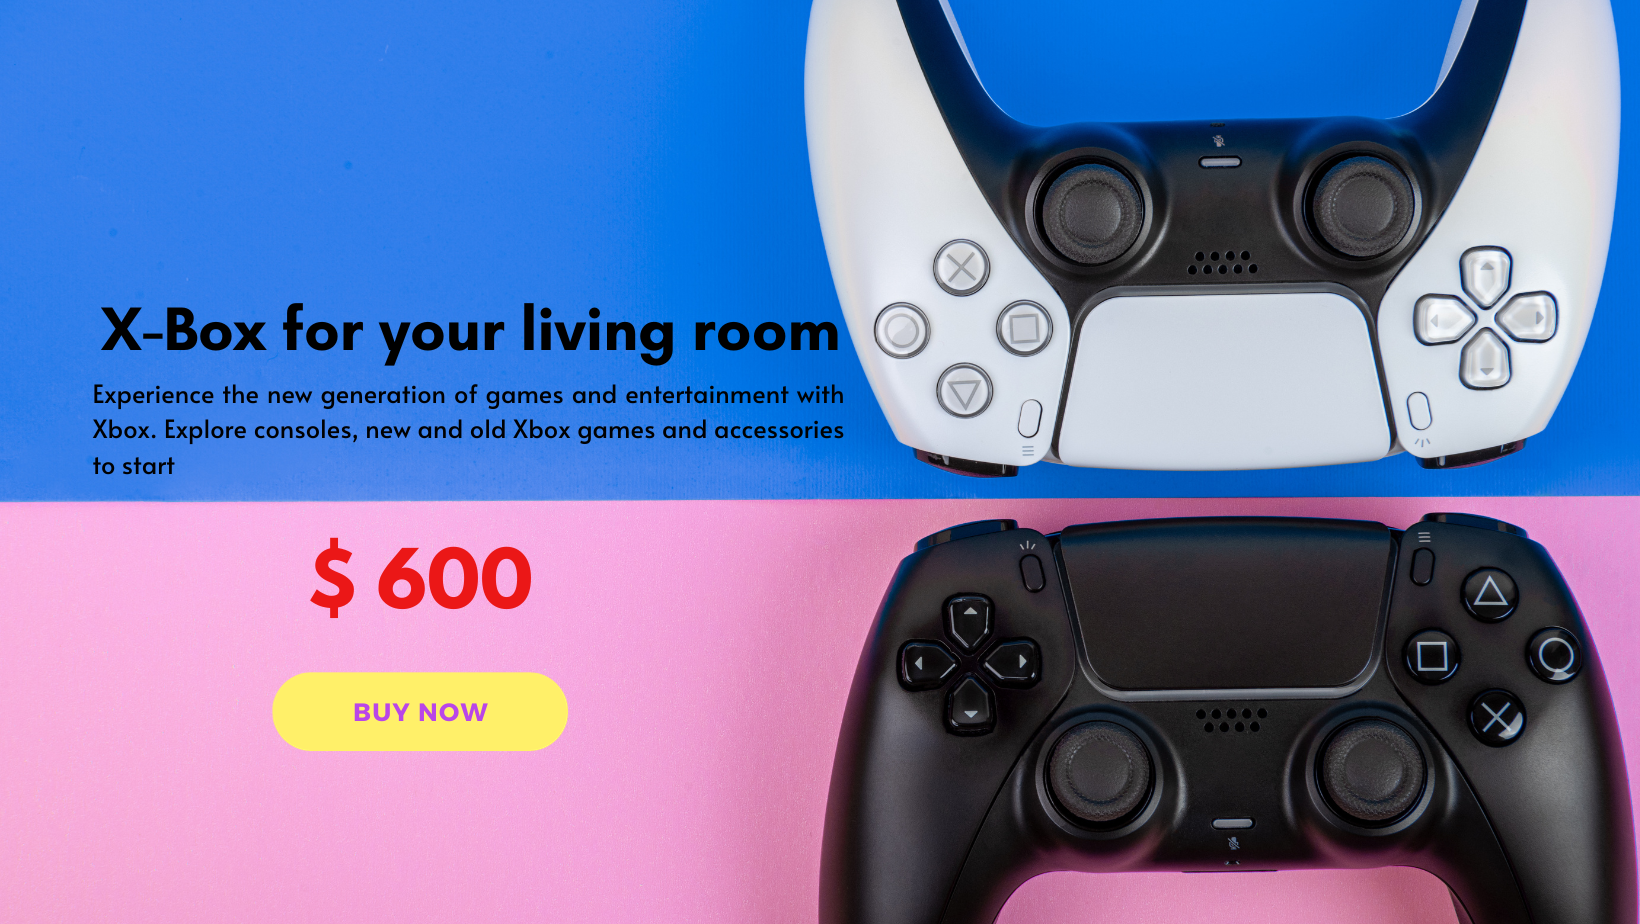 X-Box for your living room
Experience the new generation of games and entertainment with
Xbox. Explore consoles, new and old Xbox games and accessories
to start
$ 600
BUY NOW